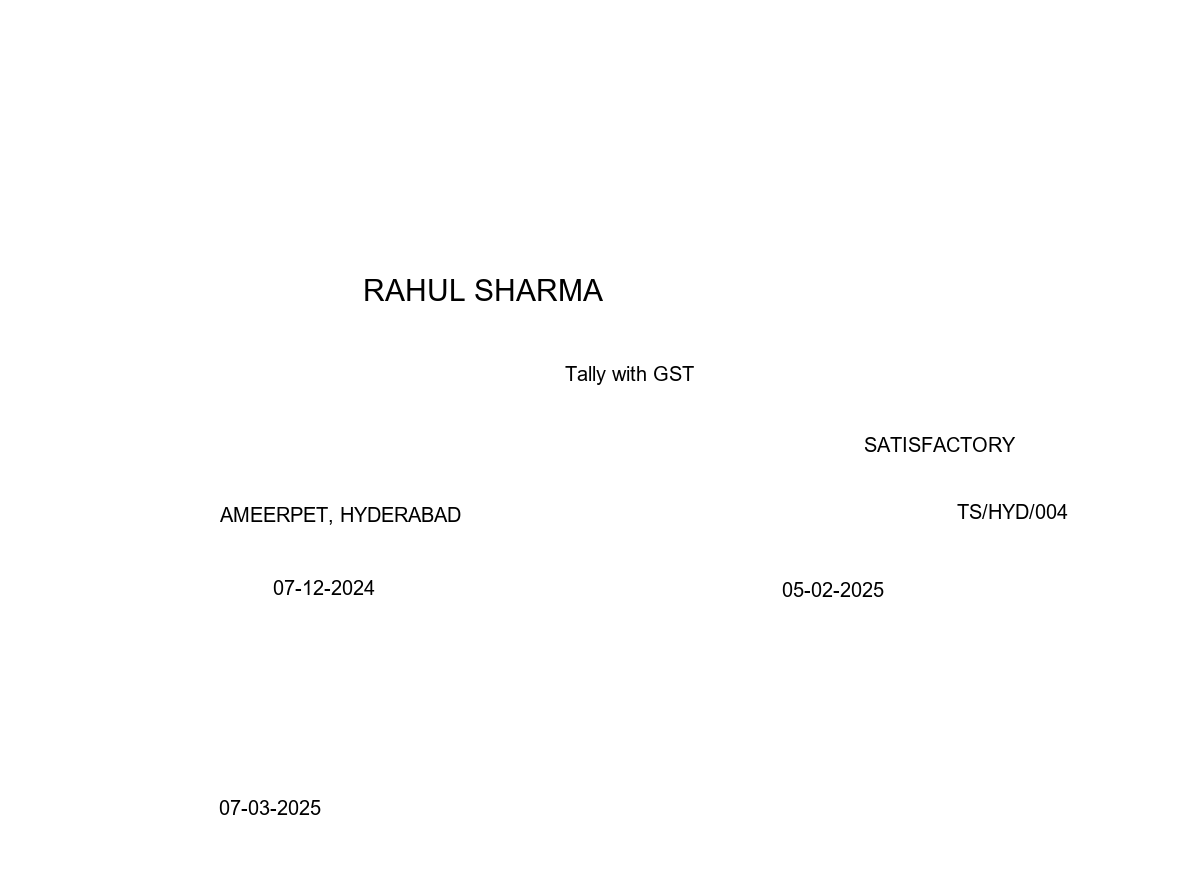 RAHUL SHARMA
Tally with GST
SATISFACTORY
AMEERPET, HYDERABAD TS/HYD/004
07-12-2024 05-02-2025
07-03-2025